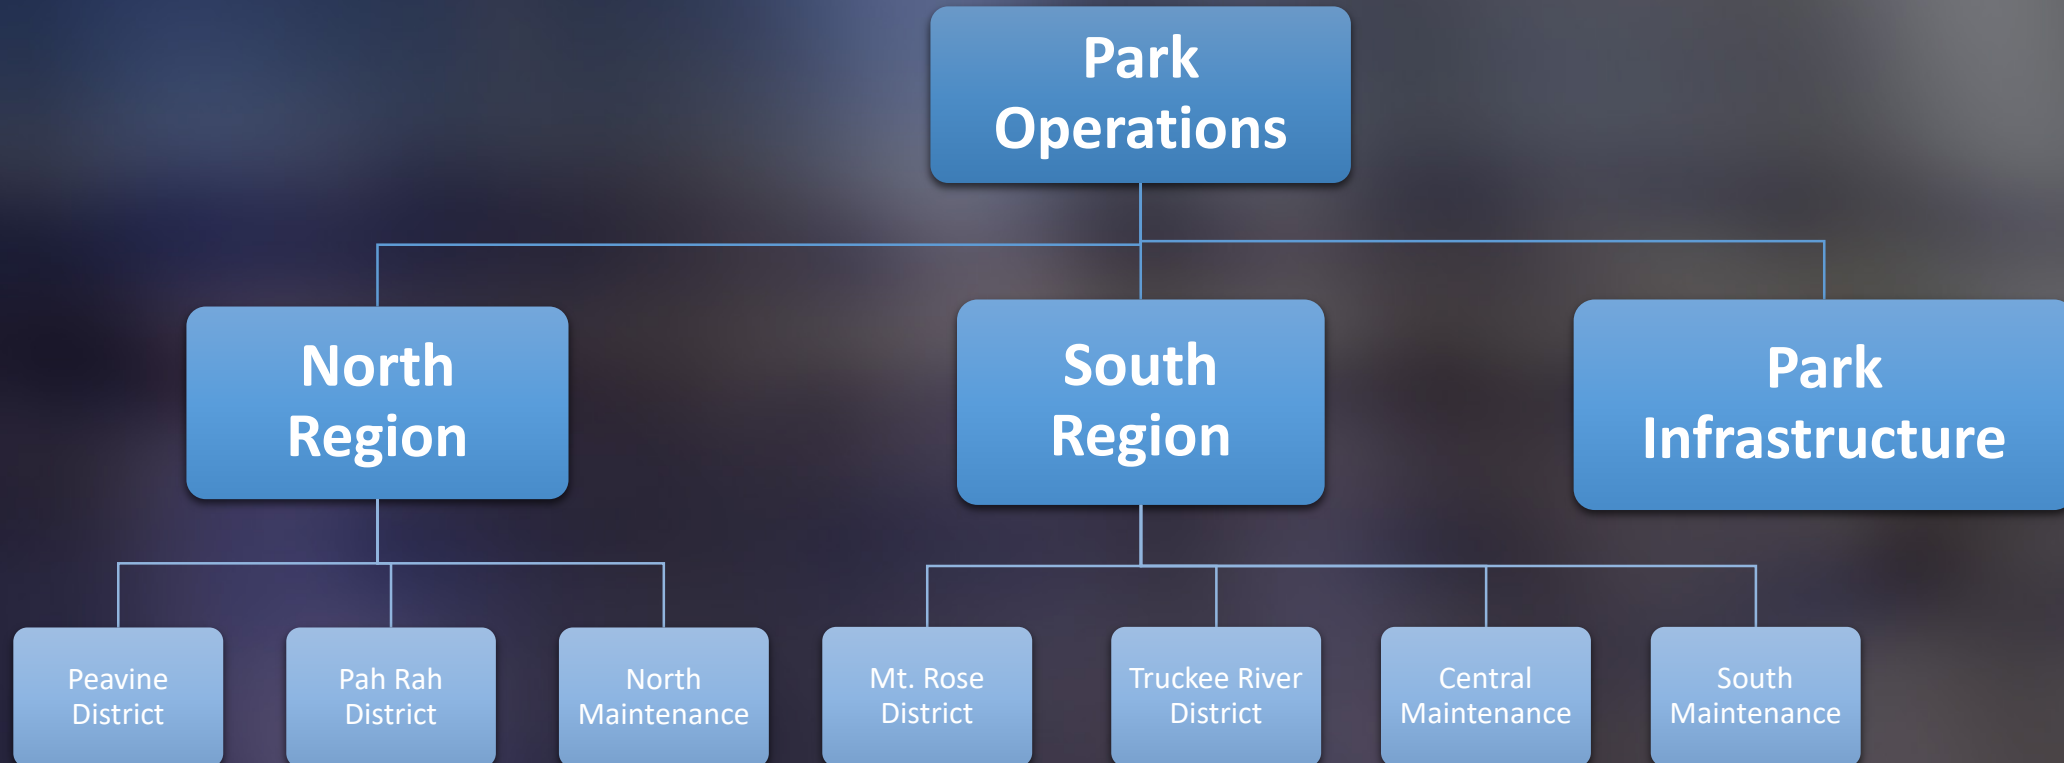 Park
Operations
North
Region
South
Region
Park
Infrastructure
Peavine
District
Pah Rah
District
North
Maintenance
Mt. Rose
District
Truckee River
District
Central
Maintenance
South
Maintenance